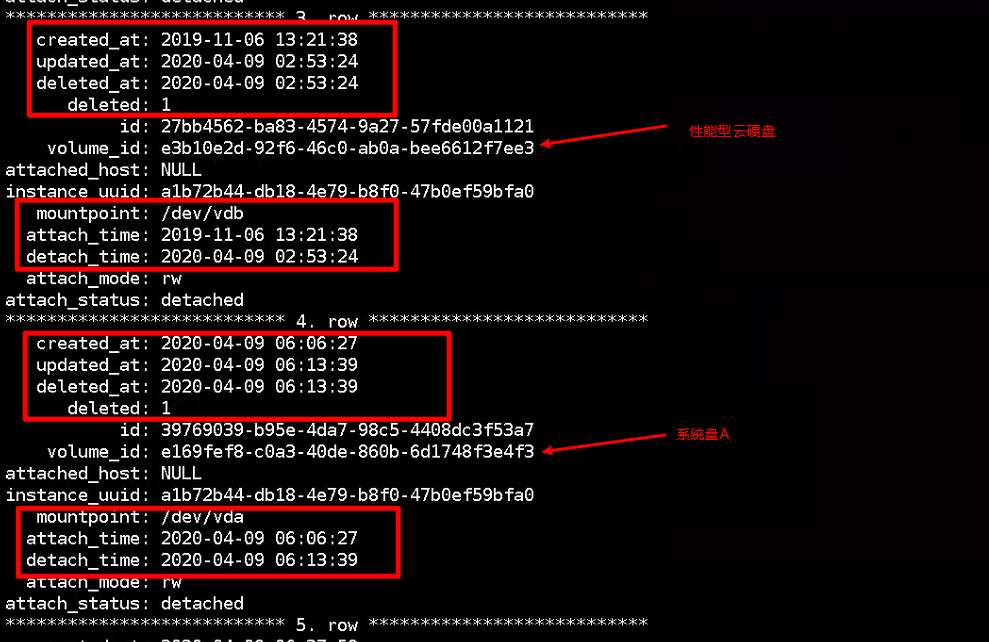 attach_status: detached
*************************** 3. row ***************************
created_at: 2019-11-06 13:21:38
updated_at: 2020-04-09 02:53:24
deleted_at: 2020-04-09 02:53:24
deleted: 1
id: 27bb4562-ba83-4574-9a27-57fde00a1121
volume_id: e3b10e2d-92f6-46c0-ab0a-bee6612f7ee3
性能型云硬盘
attached_host: NULL
instance_uuid: a1b72b44-db18-4e79-b8f0-47b0ef59bfa0
mountpoint: /dev/vdb
attach_time: 2019-11-06 13:21:38
detach_time: 2020-04-09 02:53:24
attach_mode: rw
attach_status: detached
*************************** 4. row ***************************
created_at: 2020-04-09 06:06:27
updated_at: 2020-04-09 06:13:39
deleted_at: 2020-04-09 06:13:39
deleted: 1
id: 39769039-b95e-4da7-98c5-4408dc3f53a7
volume_id: e169fef8-c0a3-40de-860b-6d1748f3e4f3
系统盘A
attached_host: NULL
instance_uuid: a1b72b44-db18-4e79-b8f0-47b0ef59bfa0
mountpoint: /dev/vda
attach_time: 2020-04-09 06:06:27
detach_time: 2020-04-09 06:13:39
attach_mode: rw
attach_status: detached
*************************** 5. row ***************************